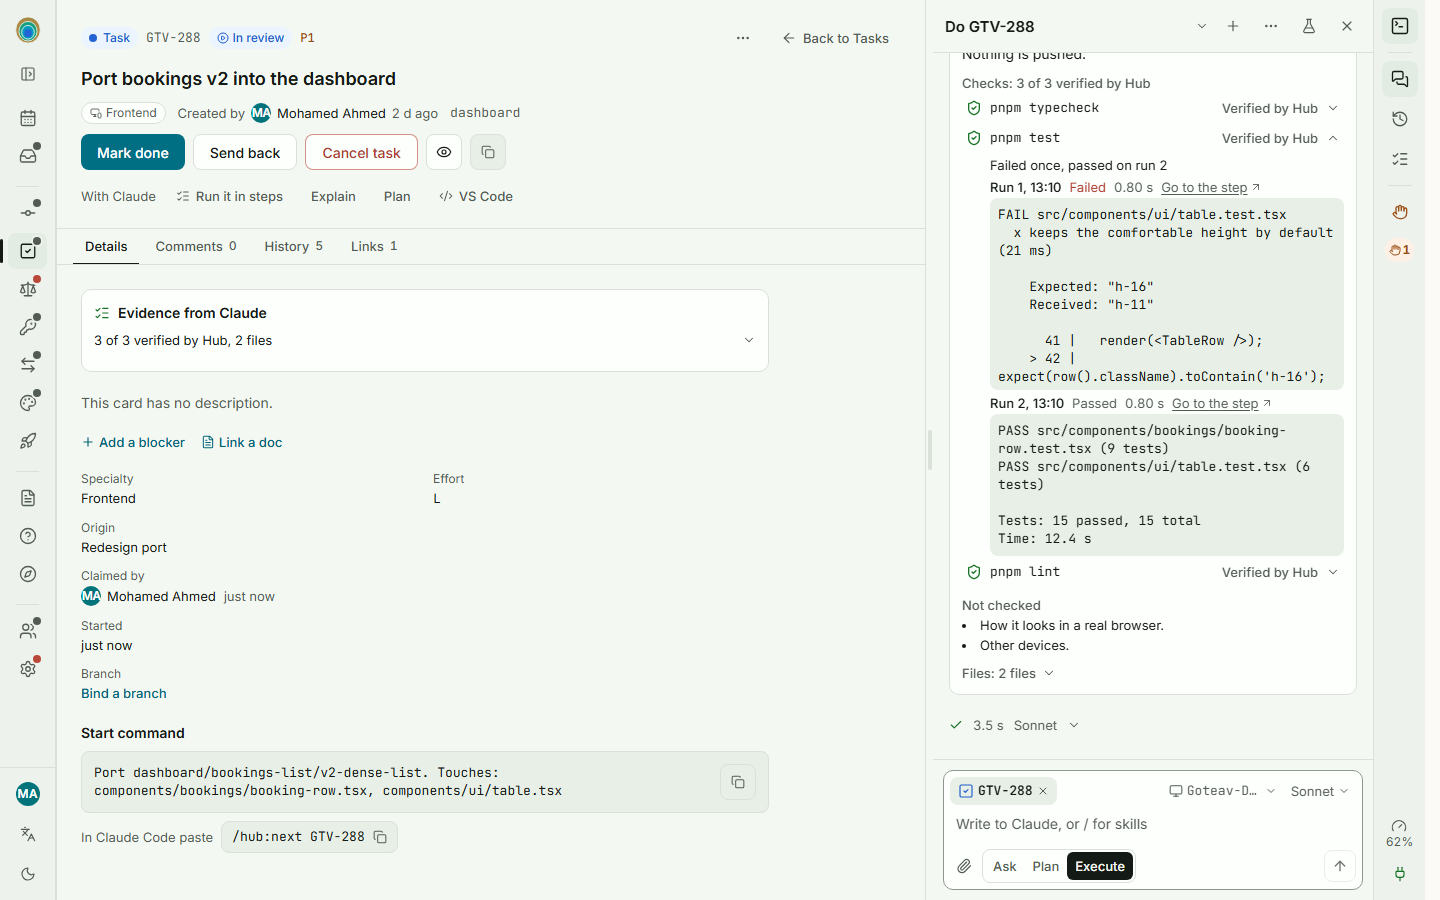 Task GTV-288 In review P1
Back to Tasks
Port bookings v2 into the dashboard
Frontend Created by MA Mohamed Ahmed 2 d ago dashboard
Mark done Send back Cancel task
With Claude Run it in steps Explain Plan VS Code
Details Comments 0 History 5 Links 1
Evidence from Claude
3 of 3 verified by Hub, 2 files
This card has no description.
Add a blocker Link a doc
Specialty Effort
Frontend L
Origin
Redesign port
Claimed by
MA Mohamed Ahmed just now
Started
just now
Branch
Bind a branch
Start command
Port dashboard/bookings-list/v2-dense-list. Touches:
components/bookings/booking-row.tsx, components/ui/table.tsx
In Claude Code paste /hub:next GTV-288
MA
Do GTV-288
Nothing is pushed.
Checks: 3 of 3 verified by Hub
pnpm typecheck Verified by Hub
pnpm test Verified by Hub
Failed once, passed on run 2
Run 1, 13:10 Failed 0.80 s Go to the step
FAIL src/components/ui/table.test.tsx
x keeps the comfortable height by default
(21 ms)
Expected: "h-16"
Received: "h-11"
41 | render(<TableRow />);
> 42 |
expect(row().className).toContain('h-16');
Run 2, 13:10 Passed 0.80 s Go to the step
PASS src/components/bookings/booking-
row.test.tsx (9 tests)
PASS src/components/ui/table.test.tsx (6
tests)
Tests: 15 passed, 15 total
Time: 12.4 s
pnpm lint Verified by Hub
Not checked
• How it looks in a real browser.
• Other devices.
Files: 2 files
3.5 s Sonnet
GTV-288 Goteav-D… Sonnet
Write to Claude, or / for skills
Ask Plan Execute
1
62%